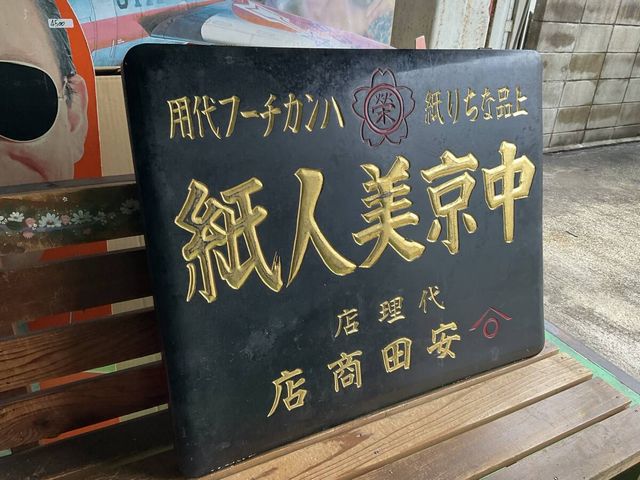 上品なちり紙
榮
ハンカチーフ代用
中京美人紙
代理店
安田商店